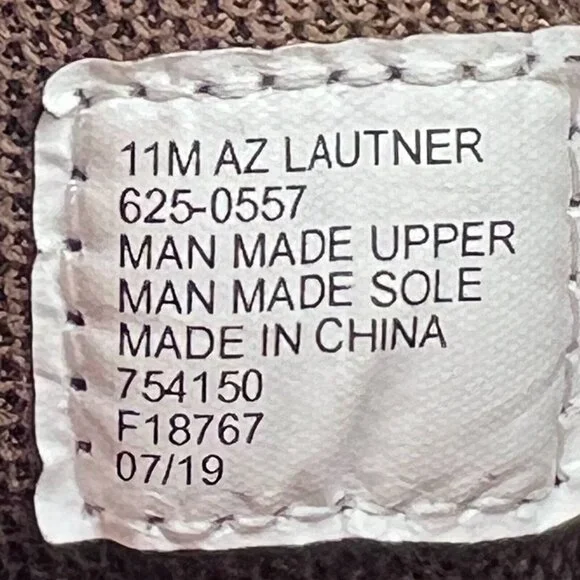 11M AZ LAUTNER
625-0557
MAN MADE UPPER
MAN MADE SOLE
MADE IN CHINA
754150
F18767
07/19